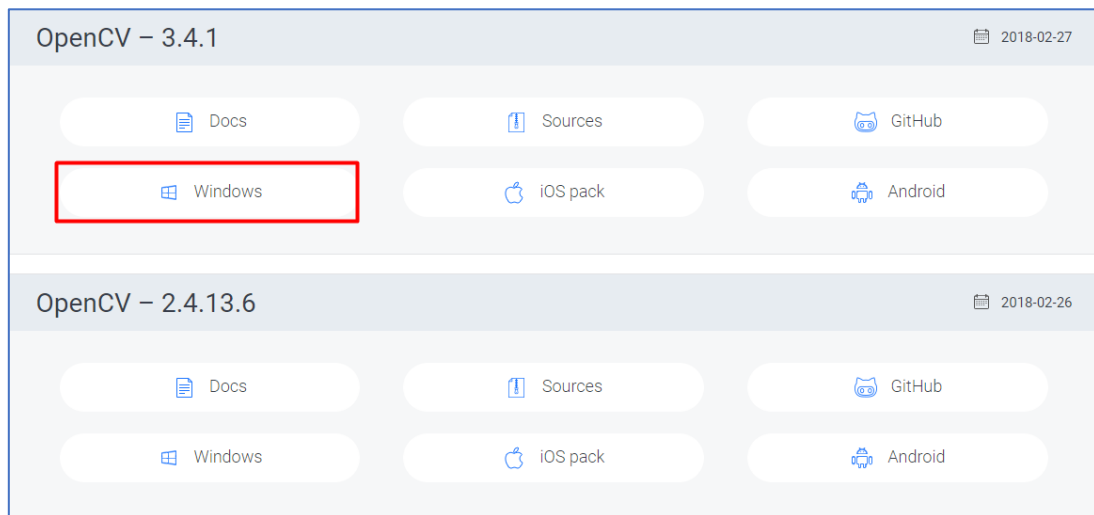 OpenCV – 3.4.1 2018-02-27
Docs Sources GitHub
Windows iOS pack Android
OpenCV – 2.4.13.6 2018-02-26
Docs Sources GitHub
Windows iOS pack Android